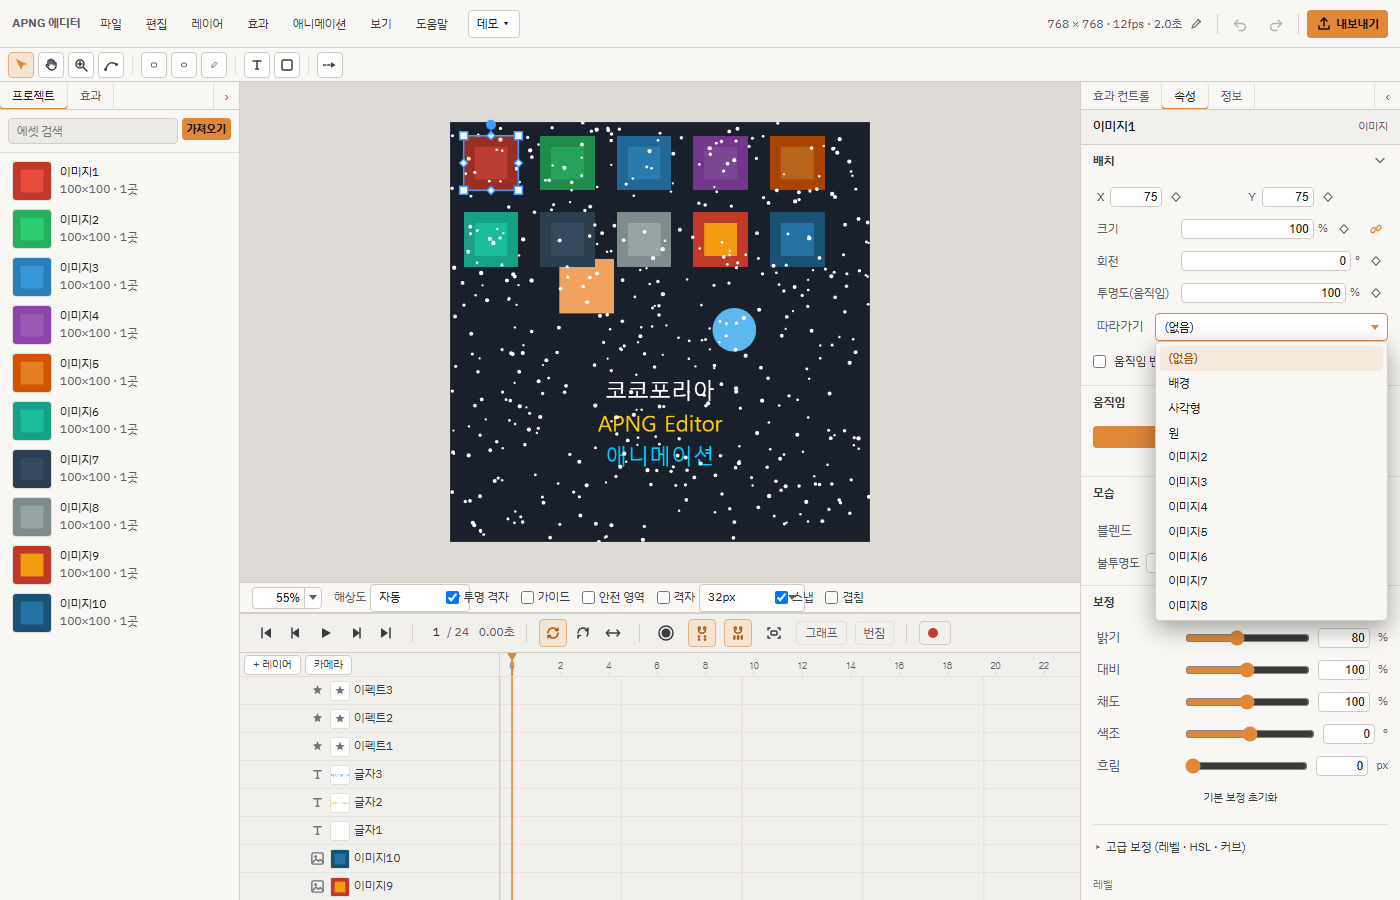 APNG 에디터 파일 편집 레이어 효과 애니메이션 보기 도움말 데모 768 × 768 · 12fps · 2.0초 내보내기
프로젝트 효과
에셋 검색 가져오기
이미지1
100×100 · 1곳
이미지2
100×100 · 1곳
이미지3
100×100 · 1곳
이미지4
100×100 · 1곳
이미지5
100×100 · 1곳
이미지6
100×100 · 1곳
이미지7
100×100 · 1곳
이미지8
100×100 · 1곳
이미지9
100×100 · 1곳
이미지10
100×100 · 1곳
코코포리아
APNG Editor
애니메이션
55% 해상도 자동 투명 격자 가이드 안전 영역 격자 32px 스냅 겹침
1 / 24 0.00초 그래프 번짐
+ 레이어 카메라 0 2 4 6 8 10 12 14 16 18 20 22
이펙트3
이펙트2
이펙트1
글자3
글자2
글자1
이미지10
이미지9
효과 컨트롤 속성 정보
이미지1 이미지
배치
X 75 Y 75
크기 100 %
회전 0 °
투명도(움직임) 100 %
따라가기 (없음)
움직임
(없음)
배경
사각형
원
이미지2
이미지3
이미지4
이미지5
이미지6
이미지7
이미지8
움직임
모습
블렌드
불투명도
보정
밝기 80 %
대비 100 %
채도 100 %
색조 0 °
흐림 0 px
기본 보정 초기화
고급 보정 (레벨 · HSL · 커브)
레벨